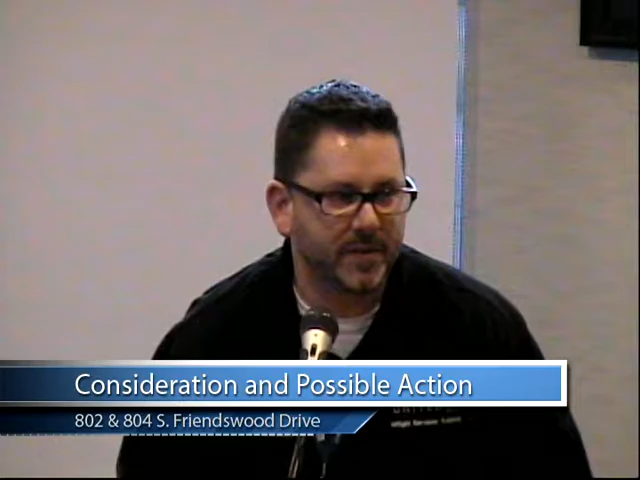 Consideration and Possible Action
802 & 804 S. Friendswood Drive